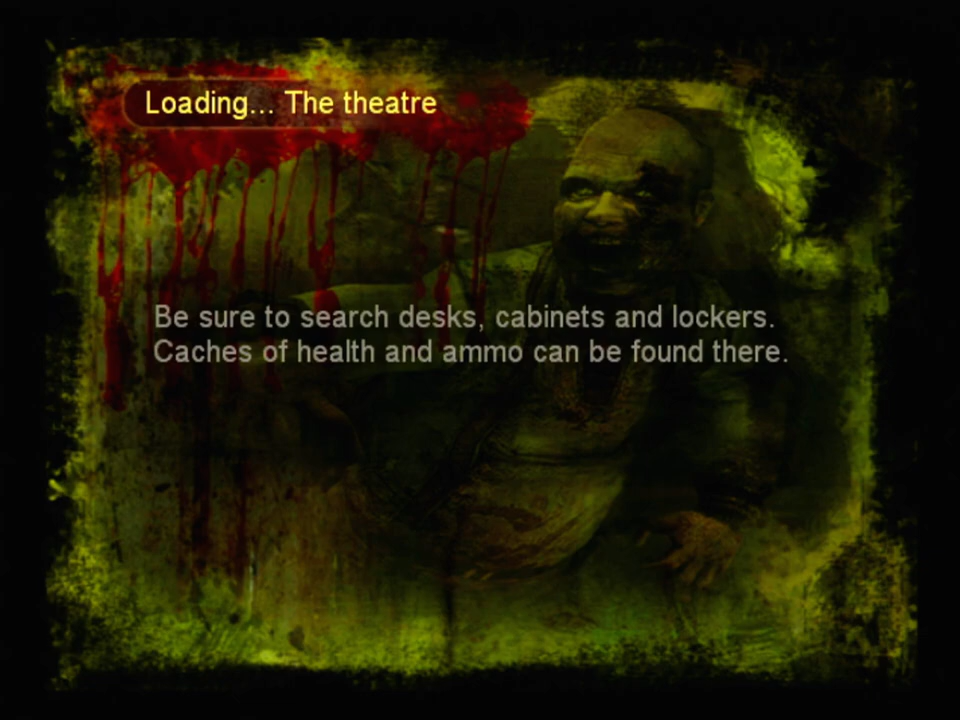 Loading... The theatre
Be sure to search desks, cabinets and lockers.
Caches of health and ammo can be found there.